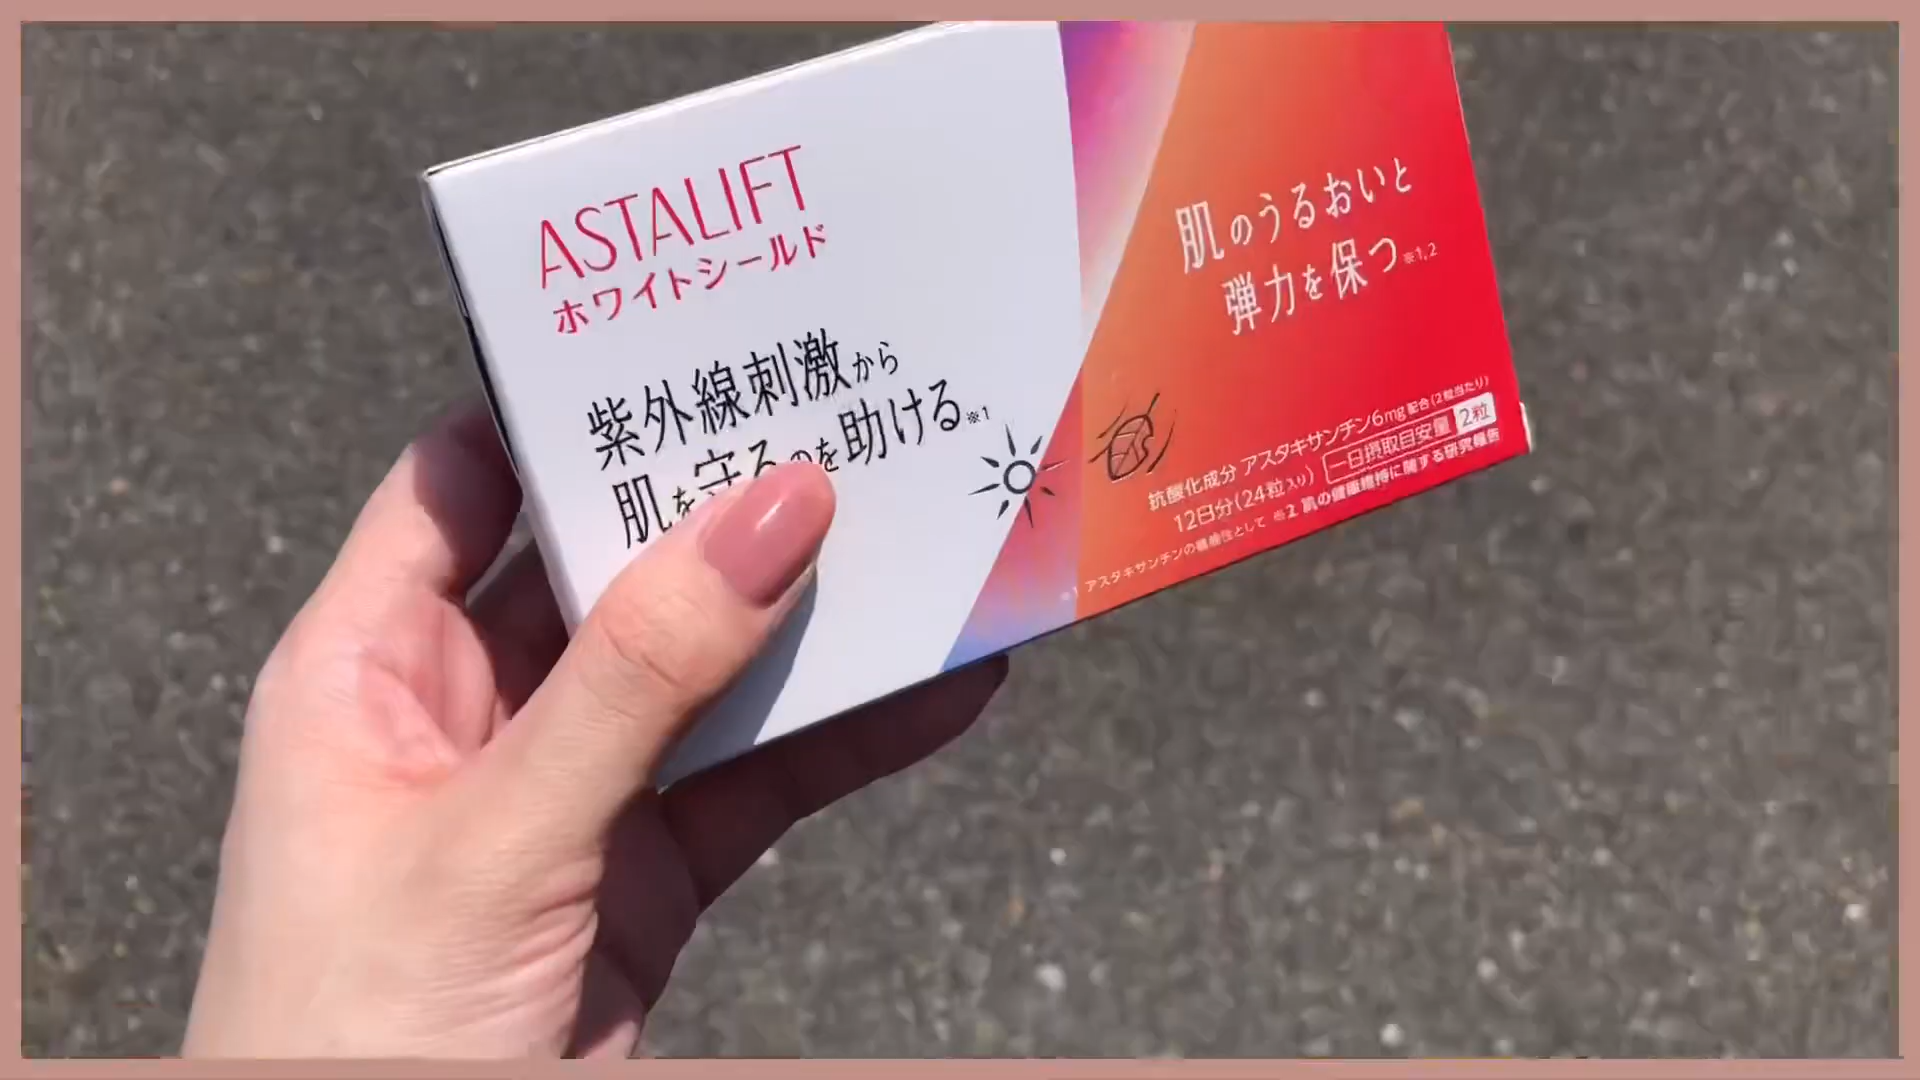 ASTALIFT
ホワイトシールド
紫外線刺激から
肌を守るのを助ける※1
肌のうるおいと
弾力を保つ※1,2
抗酸化成分 アスタキサンチン6mg配合(2粒当たり)
12日分(24粒入り) 一日摂取目安量 2粒
※1 アスタキサンチンの機能性として ※2 肌の健康維持に関する研究報告